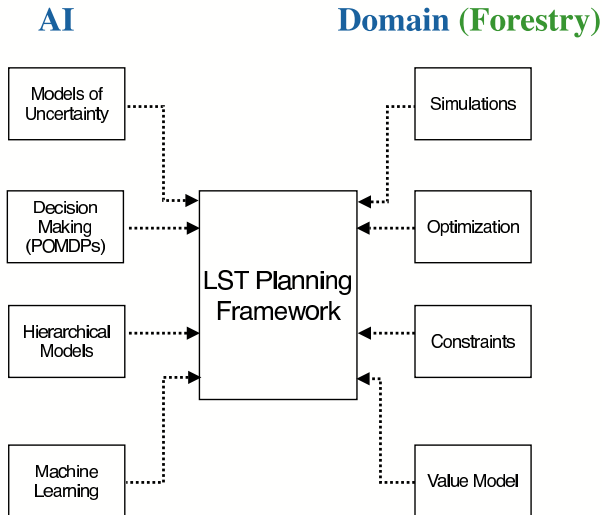 AI
Domain (Forestry)
Models of
Uncertainty
Simulations
Decision
Making
(POMDPs)
Optimization
LST Planning
Framework
Hierarchical
Models
Constraints
Machine
Learning
Value Model